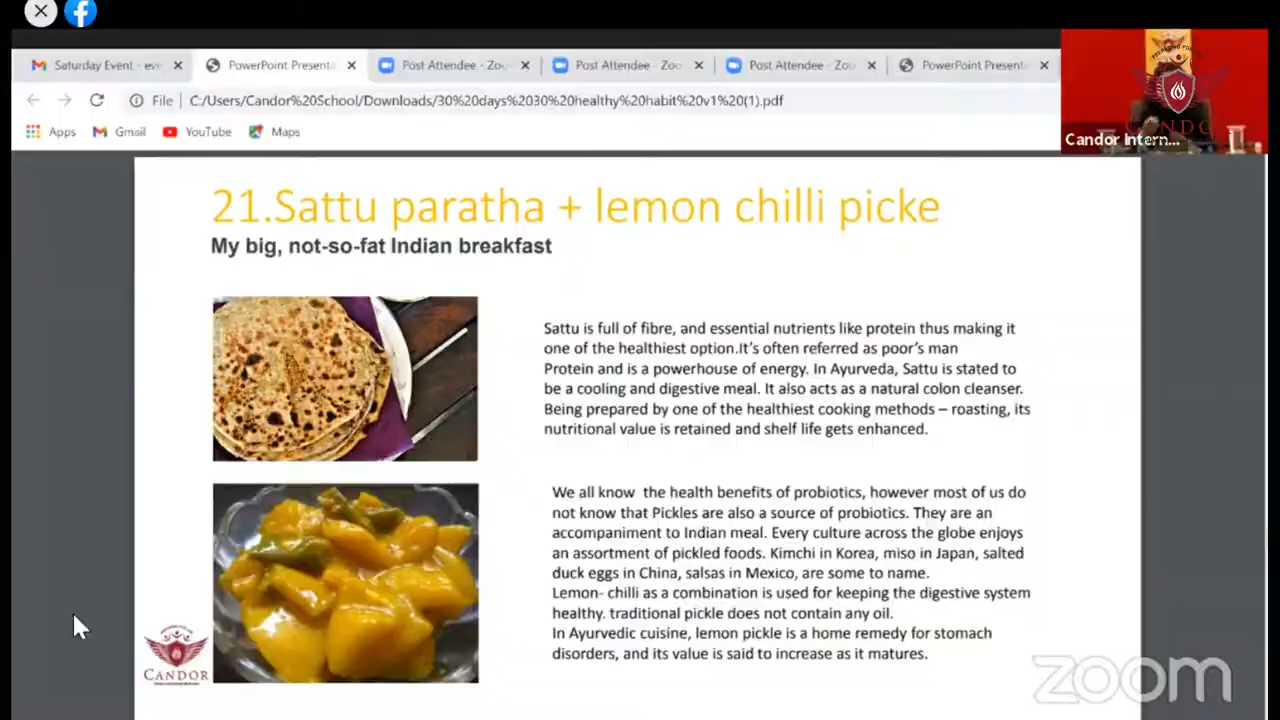 Saturday Event - eve
PowerPoint Presenta
Post Attendee - Zoo
Post Attendee - Zoo
Post Attendee - Zou
PowerPoint Presenta
File
C:/Users/Candor%20School/Downloads/30%20days%2030%20healthy%20habit%20v1%20(1).pdf
Apps
Gmail
YouTube
Maps
Candor Intern...
21.Sattu paratha + lemon chilli picke
My big, not-so-fat Indian breakfast
Sattu is full of fibre, and essential nutrients like protein thus making it
one of the healthiest option.It’s often referred as poor’s man
Protein and is a powerhouse of energy. In Ayurveda, Sattu is stated to
be a cooling and digestive meal. It also acts as a natural colon cleanser.
Being prepared by one of the healthiest cooking methods – roasting, its
nutritional value is retained and shelf life gets enhanced.
We all know the health benefits of probiotics, however most of us do
not know that Pickles are also a source of probiotics. They are an
accompaniment to Indian meal. Every culture across the globe enjoys
an assortment of pickled foods. Kimchi in Korea, miso in Japan, salted
duck eggs in China, salsas in Mexico, are some to name.
Lemon- chilli as a combination is used for keeping the digestive system
healthy. traditional pickle does not contain any oil.
In Ayurvedic cuisine, lemon pickle is a home remedy for stomach
disorders, and its value is said to increase as it matures.
CANDOR
zoom